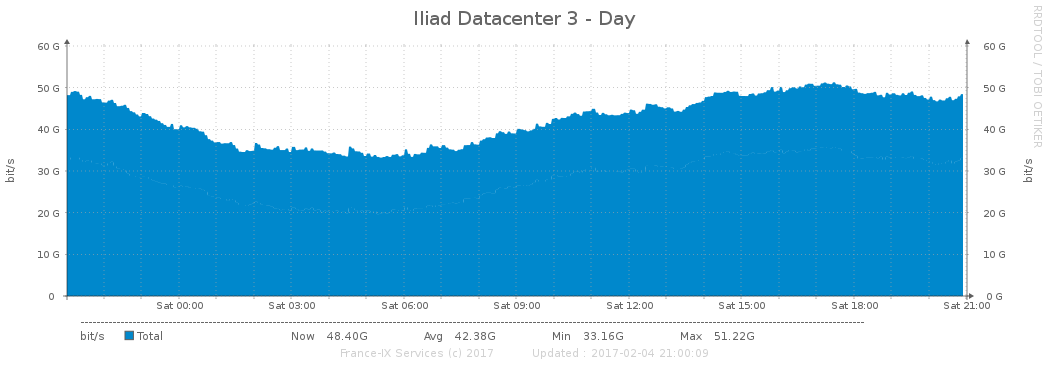 Iliad Datacenter 3 - Day
RRDTOOL / TOBI OETIKER
60 G 60 G
50 G 50 G
40 G 40 G
30 G 30 G
20 G 20 G
10 G 10 G
0 0 G
bit/s bit/s
Sat 00:00 Sat 03:00 Sat 06:00 Sat 09:00 Sat 12:00 Sat 15:00 Sat 18:00 Sat 21:00
bit/s Total Now 48.40G Avg 42.38G Min 33.16G Max 51.22G
France-IX Services (c) 2017 Updated : 2017-02-04 21:00:09